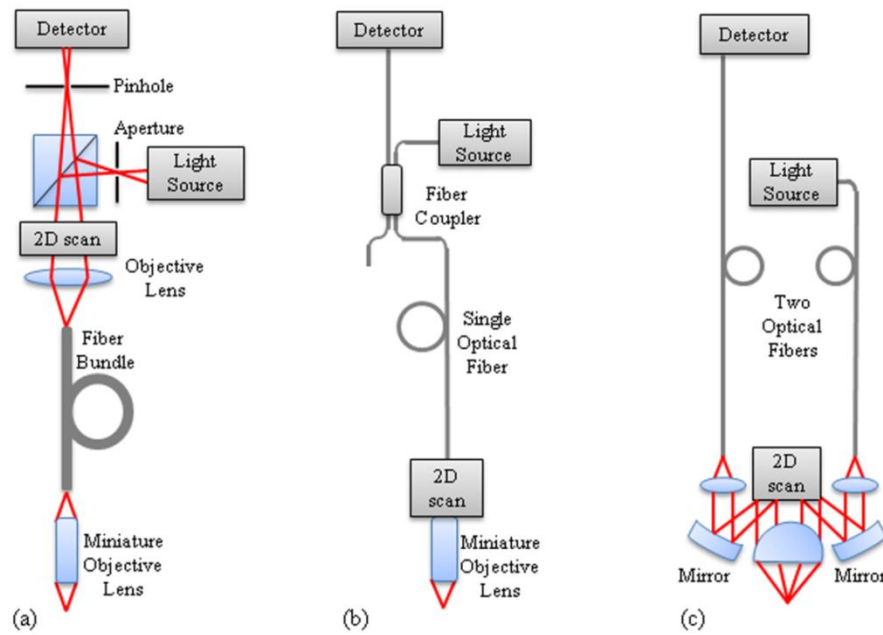 Detector
Pinhole
Aperture
Light
Source
2D scan
Objective
Lens
Fiber
Bundle
Miniature
Objective
Lens
(a)
Detector
Light
Source
Fiber
Coupler
Single
Optical
Fiber
2D
scan
Miniature
Objective
Lens
(b)
Detector
Light
Source
Two
Optical
Fibers
2D
scan
Mirror
Mirror
(c)